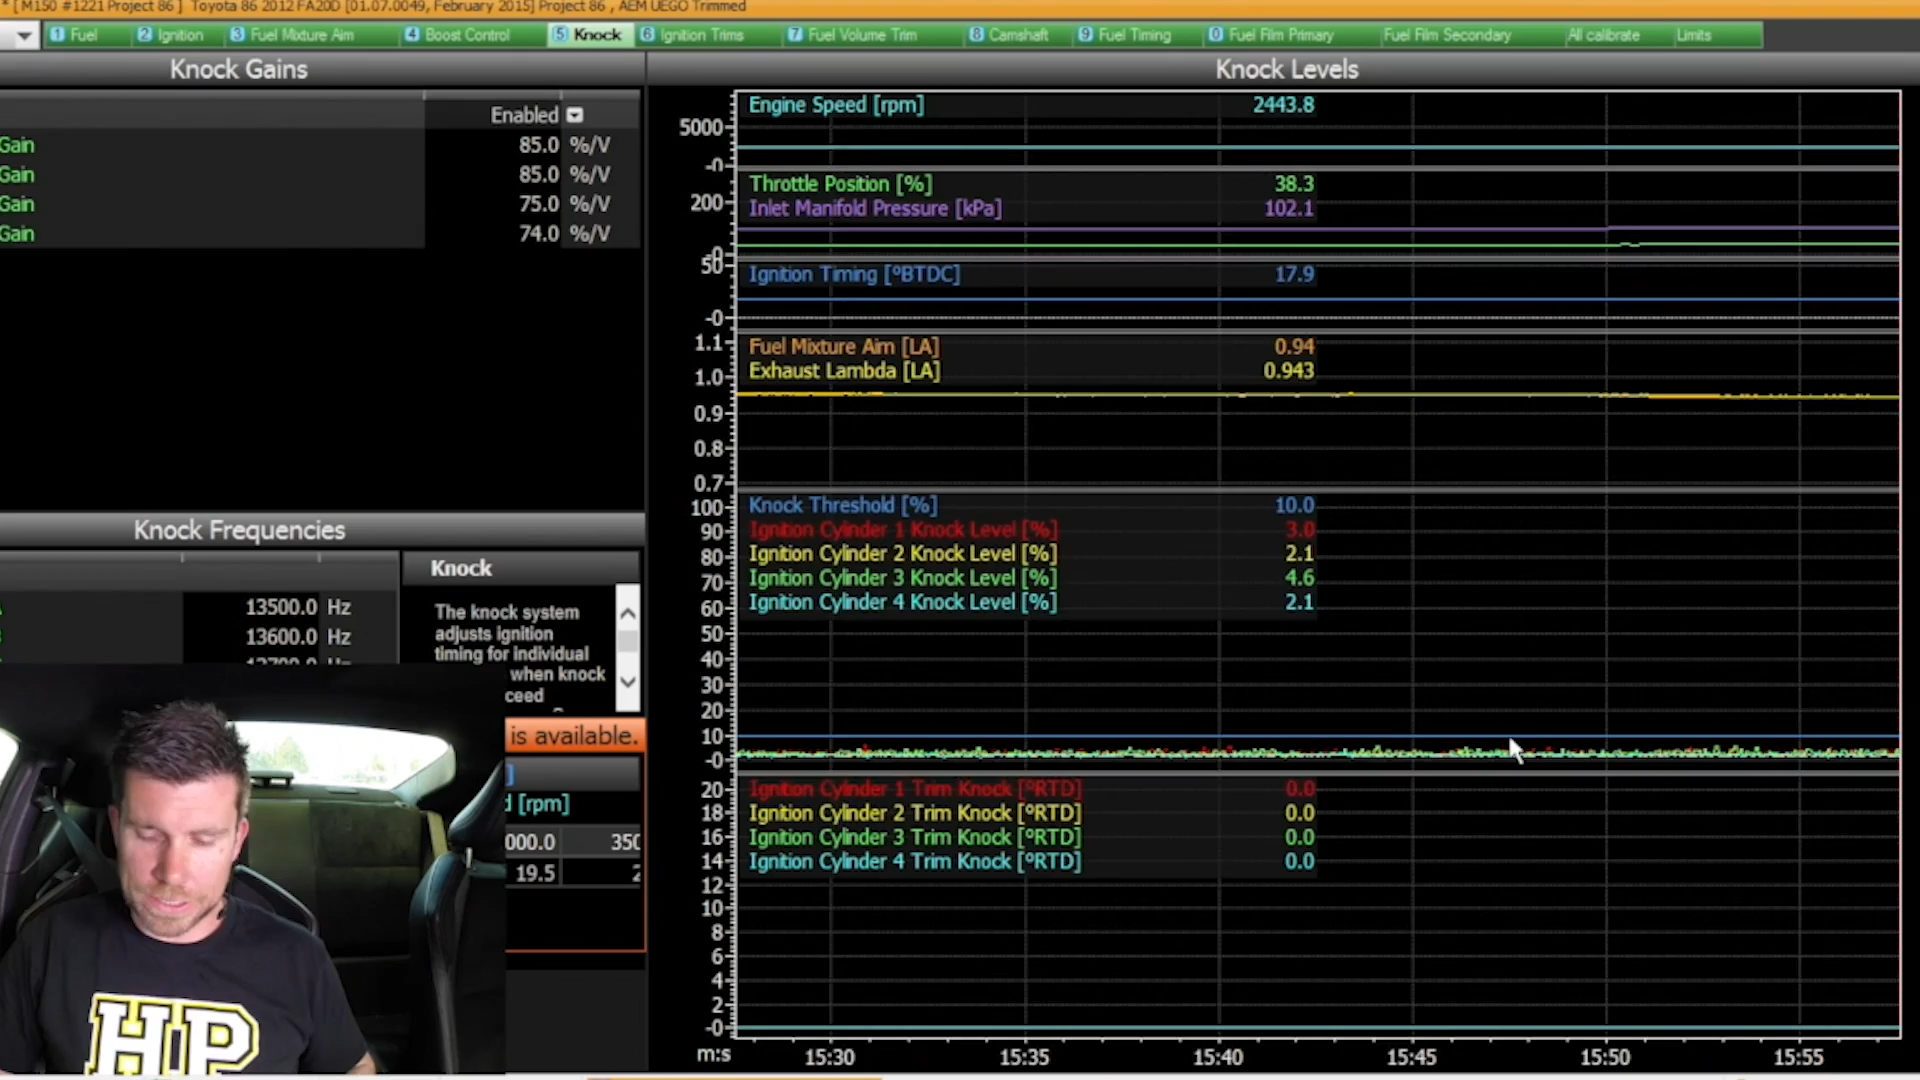 * [ M150 #1221 Project 86 ] Toyota 86 2012 FA20D [01.07.0049, February 2015] Project 86 , AEM UEGO Trimmed
1 Fuel 2 Ignition 3 Fuel Mixture Aim 4 Boost Control 5 Knock 6 Ignition Trims 7 Fuel Volume Trim 8 Camshaft 9 Fuel Timing 0 Fuel Film Primary Fuel Film Secondary All calibrate Limits
Knock Gains
Enabled
Gain 85.0 %/V
Gain 85.0 %/V
Gain 75.0 %/V
Gain 74.0 %/V
Knock Frequencies
13500.0 Hz
13600.0 Hz
Knock
The knock system
adjusts ignition
timing for individual
when knock
ceed
is available.
d [rpm]
000.0 350
19.5 2
HP
Knock Levels
Engine Speed [rpm] 2443.8
5000
-0
Throttle Position [%] 38.3
200
Inlet Manifold Pressure [kPa] 102.1
-0
50
Ignition Timing [ºBTDC] 17.9
-0
1.1
Fuel Mixture Aim [LA] 0.94
Exhaust Lambda [LA] 0.943
1.0
0.9
0.8
0.7
100
Knock Threshold [%] 10.0
90
Ignition Cylinder 1 Knock Level [%] 3.0
80
Ignition Cylinder 2 Knock Level [%] 2.1
70
Ignition Cylinder 3 Knock Level [%] 4.6
60
Ignition Cylinder 4 Knock Level [%] 2.1
50
40
30
20
10
-0
20
Ignition Cylinder 1 Trim Knock [ºRTD] 0.0
18
Ignition Cylinder 2 Trim Knock [ºRTD] 0.0
16
Ignition Cylinder 3 Trim Knock [ºRTD] 0.0
14
Ignition Cylinder 4 Trim Knock [ºRTD] 0.0
12
10
8
6
4
2
-0
m:s 15:30 15:35 15:40 15:45 15:50 15:55